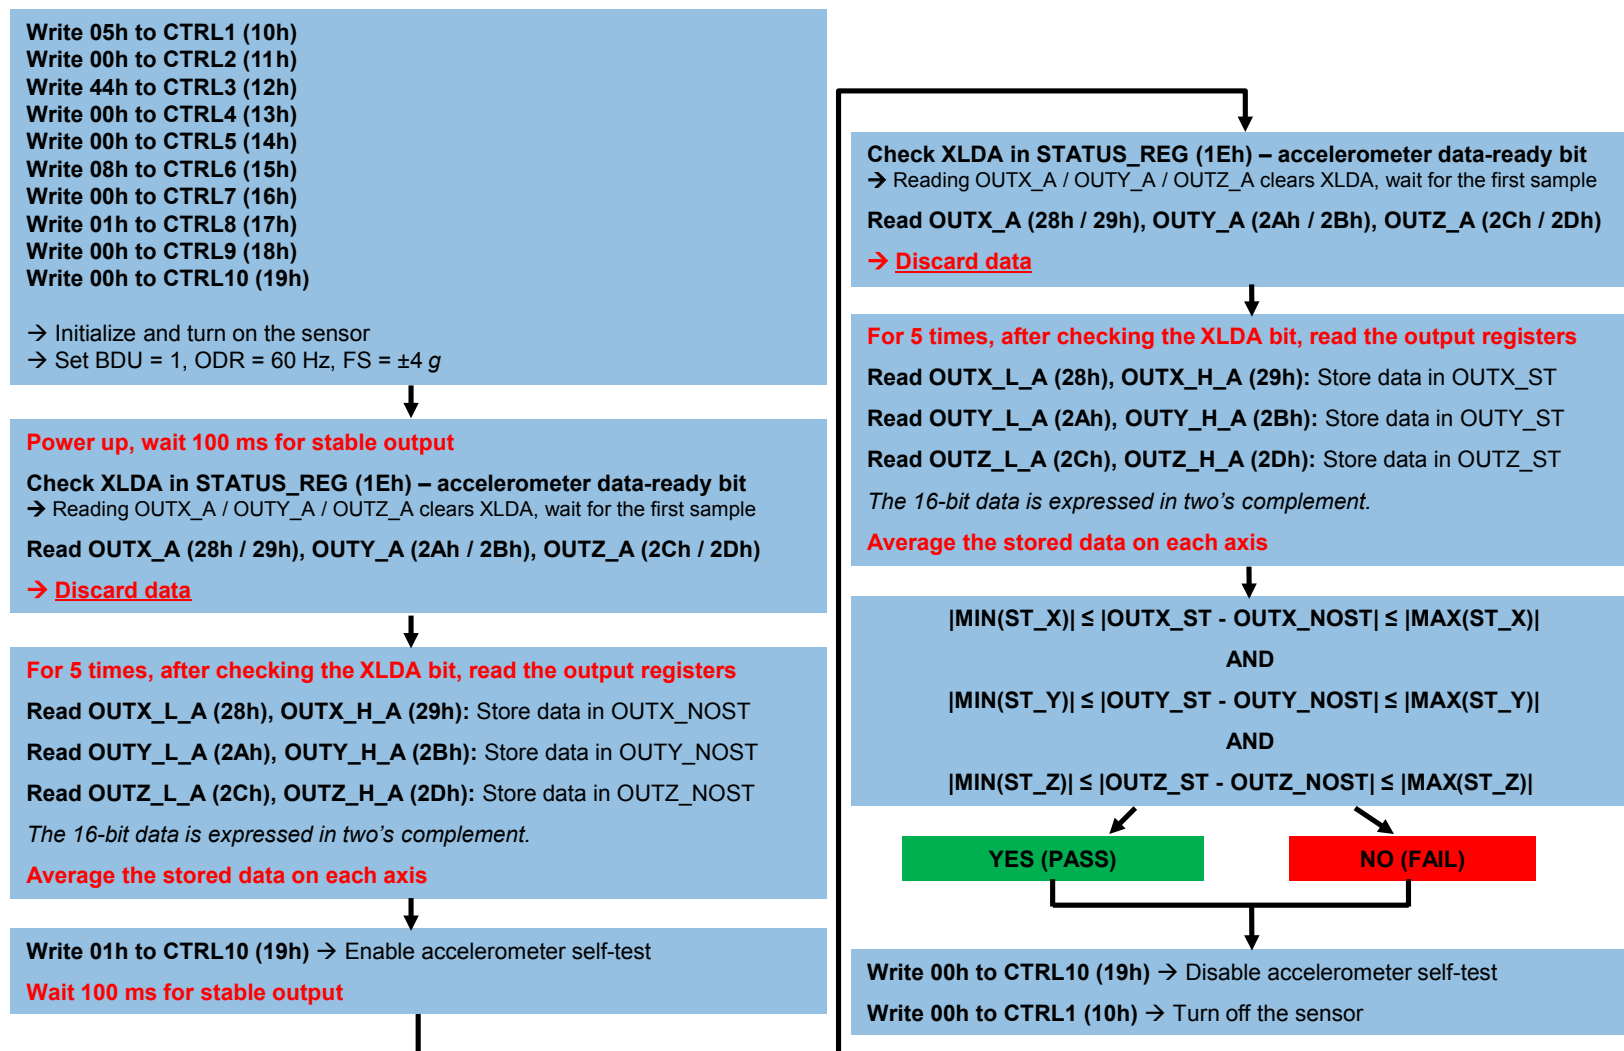 Write 05h to CTRL1 (10h)
Write 00h to CTRL2 (11h)
Write 44h to CTRL3 (12h)
Write 00h to CTRL4 (13h)
Write 00h to CTRL5 (14h)
Write 08h to CTRL6 (15h)
Write 00h to CTRL7 (16h)
Write 01h to CTRL8 (17h)
Write 00h to CTRL9 (18h)
Write 00h to CTRL10 (19h)
→ Initialize and turn on the sensor
→ Set BDU = 1, ODR = 60 Hz, FS = ±4 g
Power up, wait 100 ms for stable output
Check XLDA in STATUS_REG (1Eh) – accelerometer data-ready bit
→ Reading OUTX_A / OUTY_A / OUTZ_A clears XLDA, wait for the first sample
Read OUTX_A (28h / 29h), OUTY_A (2Ah / 2Bh), OUTZ_A (2Ch / 2Dh)
→ Discard data
For 5 times, after checking the XLDA bit, read the output registers
Read OUTX_L_A (28h), OUTX_H_A (29h): Store data in OUTX_NOST
Read OUTY_L_A (2Ah), OUTY_H_A (2Bh): Store data in OUTY_NOST
Read OUTZ_L_A (2Ch), OUTZ_H_A (2Dh): Store data in OUTZ_NOST
The 16-bit data is expressed in two’s complement.
Average the stored data on each axis
Write 01h to CTRL10 (19h) → Enable accelerometer self-test
Wait 100 ms for stable output
Check XLDA in STATUS_REG (1Eh) – accelerometer data-ready bit
→ Reading OUTX_A / OUTY_A / OUTZ_A clears XLDA, wait for the first sample
Read OUTX_A (28h / 29h), OUTY_A (2Ah / 2Bh), OUTZ_A (2Ch / 2Dh)
→ Discard data
For 5 times, after checking the XLDA bit, read the output registers
Read OUTX_L_A (28h), OUTX_H_A (29h): Store data in OUTX_ST
Read OUTY_L_A (2Ah), OUTY_H_A (2Bh): Store data in OUTY_ST
Read OUTZ_L_A (2Ch), OUTZ_H_A (2Dh): Store data in OUTZ_ST
The 16-bit data is expressed in two’s complement.
Average the stored data on each axis
|MIN(ST_X)| ≤ |OUTX_ST - OUTX_NOST| ≤ |MAX(ST_X)|
AND
|MIN(ST_Y)| ≤ |OUTY_ST - OUTY_NOST| ≤ |MAX(ST_Y)|
AND
|MIN(ST_Z)| ≤ |OUTZ_ST - OUTZ_NOST| ≤ |MAX(ST_Z)|
YES (PASS)
NO (FAIL)
Write 00h to CTRL10 (19h) → Disable accelerometer self-test
Write 00h to CTRL1 (10h) → Turn off the sensor